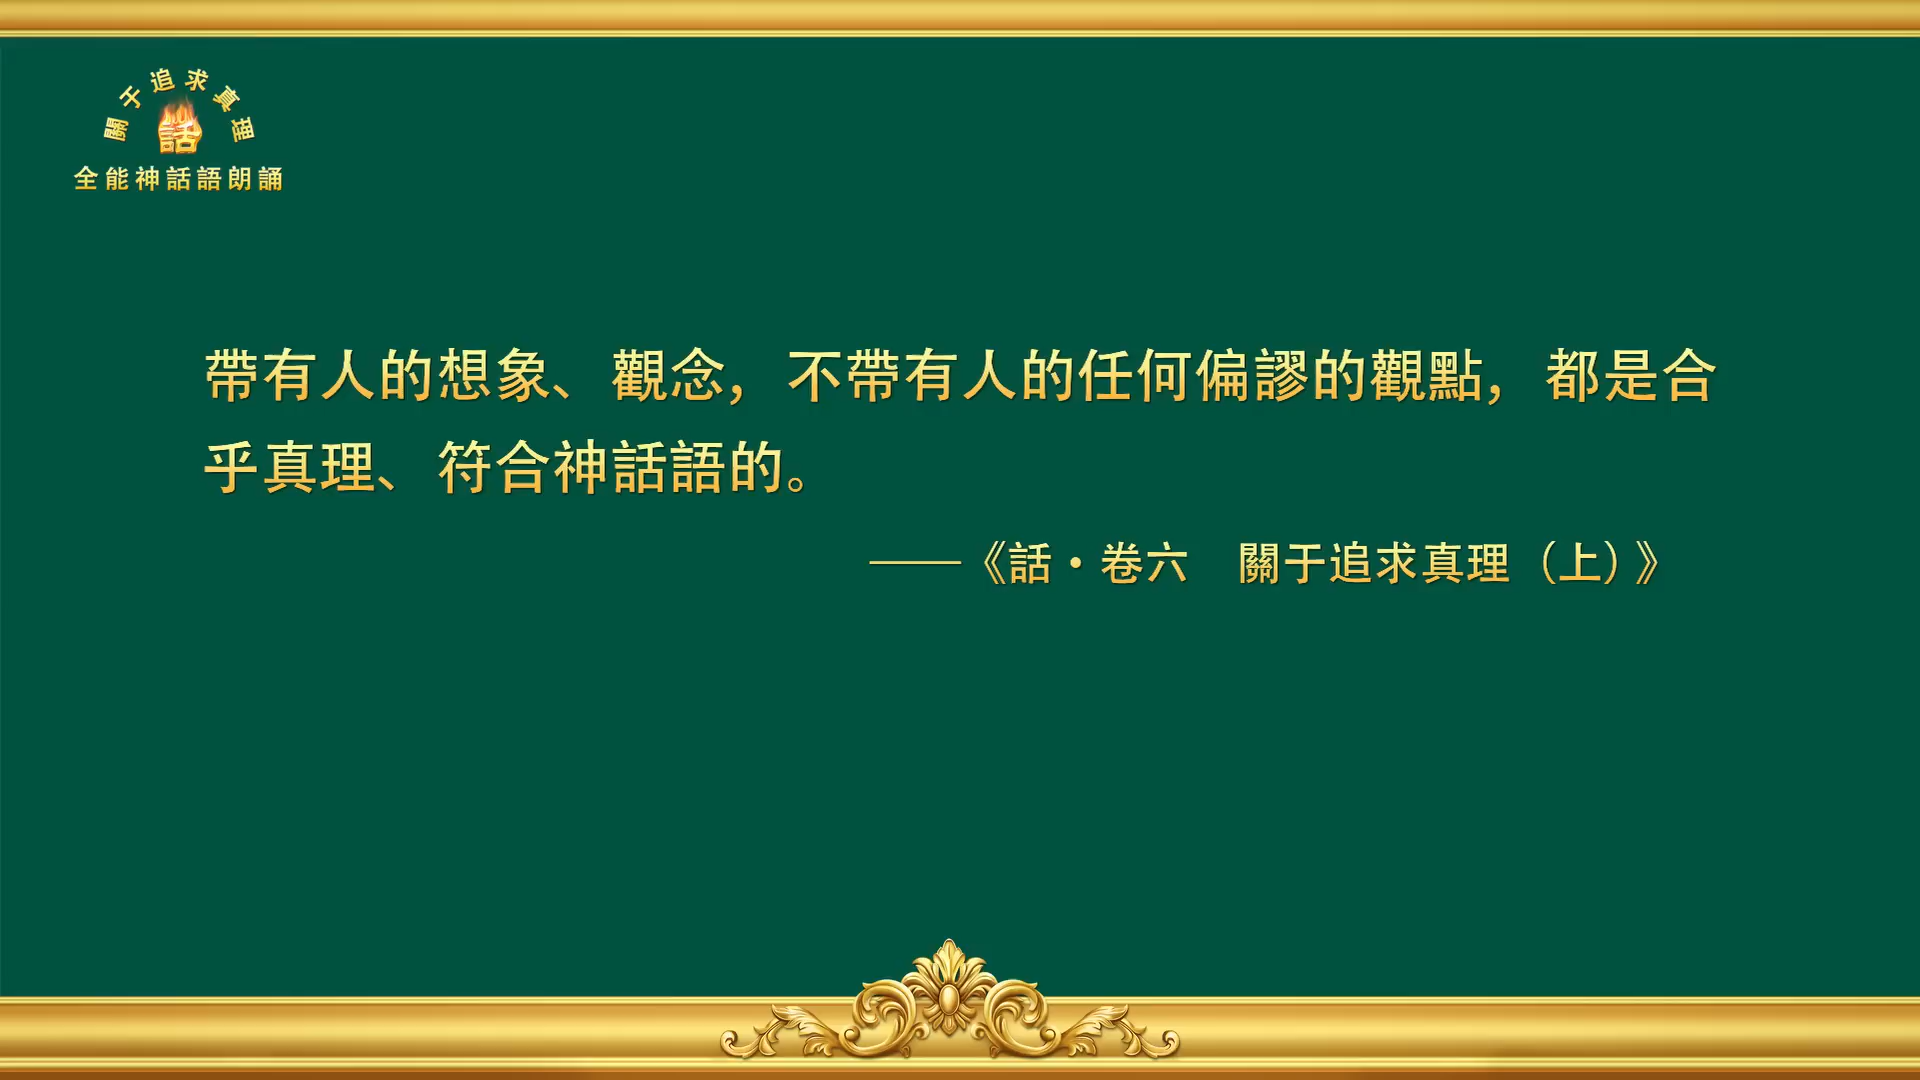 關于追求真理
話
全能神話語朗誦
帶有人的想象、觀念，不帶有人的任何偏謬的觀點，都是合
乎真理、符合神話語的。
——《話・卷六　關于追求真理（上）》